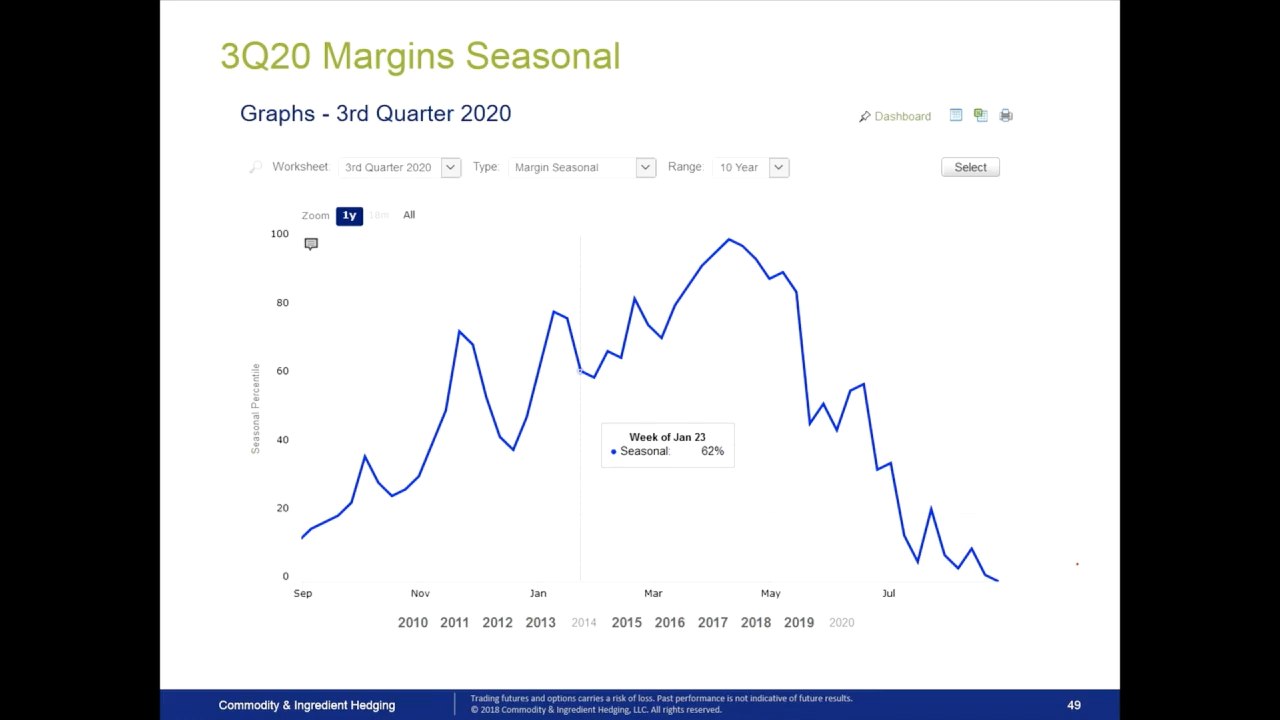 3Q20 Margins Seasonal
Graphs - 3rd Quarter 2020
Dashboard
Worksheet: 3rd Quarter 2020 Type: Margin Seasonal Range: 10 Year Select
Zoom 1y 18m All
100
80
60
40
20
0
Seasonal Percentile
Week of Jan 23
Seasonal: 62%
Sep Nov Jan Mar May Jul
2010 2011 2012 2013 2014 2015 2016 2017 2018 2019 2020
Commodity & Ingredient Hedging
Trading futures and options carries a risk of loss. Past performance is not indicative of future results.
© 2018 Commodity & Ingredient Hedging, LLC. All rights reserved.
49